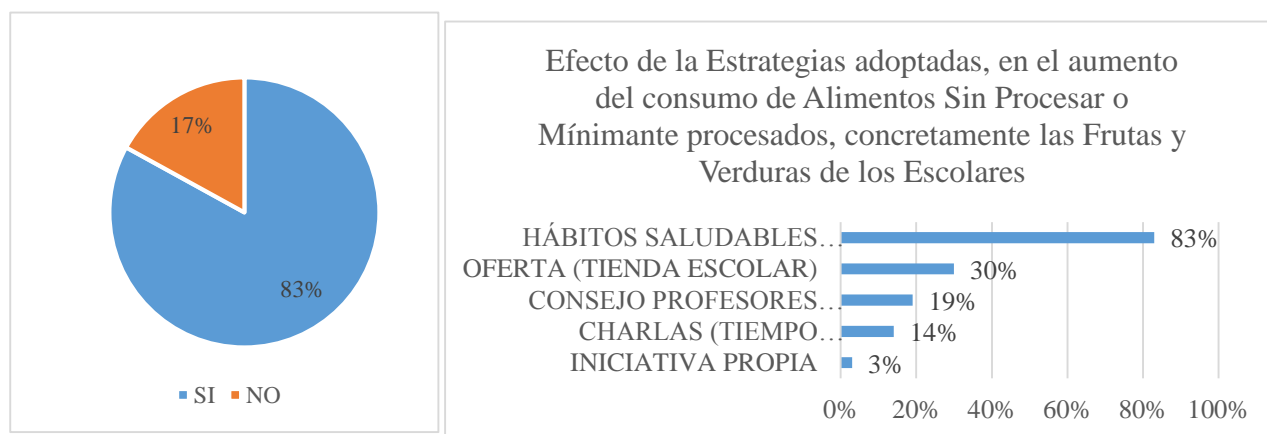 17%
83%
SI NO
Efecto de la Estrategias adoptadas, en el aumento
del consumo de Alimentos Sin Procesar o
Mínimante procesados, concretamente las Frutas y
Verduras de los Escolares
HÁBITOS SALUDABLES… 83%
OFERTA (TIENDA ESCOLAR) 30%
CONSEJO PROFESORES… 19%
CHARLAS (TIEMPO… 14%
INICIATIVA PROPIA 3%
0% 20% 40% 60% 80% 100%